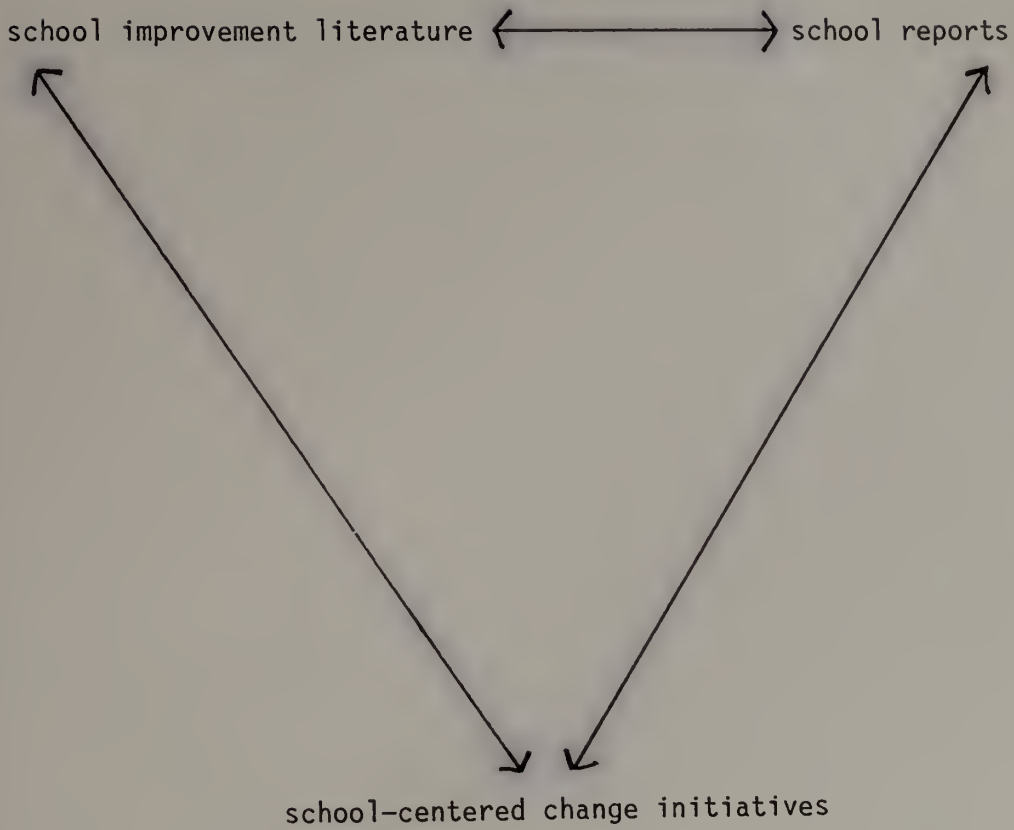 school improvement literature school reports
school-centered change initiatives